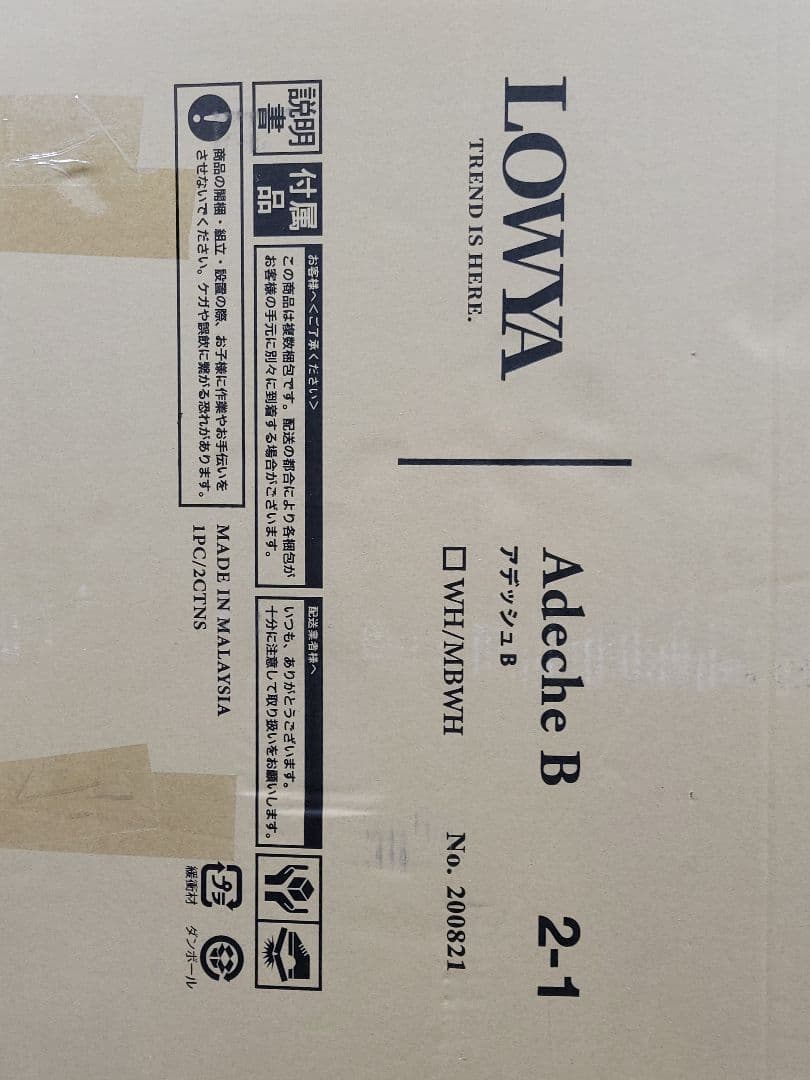 LOWYA
TREND IS HERE.
Adeche B
アデッシュB
□ WH/MBWH
2-1
No. 200821
説明書
付属品
お客様へ<ご了承ください>
この商品は複数梱包です。配送の都合により各梱包が
お客様の手元に別々に到着する場合がございます。
配送業者様へ
いつも、ありがとうございます。
十分に注意して取り扱いをお願いします。
商品の開梱・組立・設置の際、お子様に作業やお手伝いを
させないでください。ケガや誤飲に繋がる恐れがあります。
MADE IN MALAYSIA
1PC/2CTNS
プラ
緩衝材
ダンボール